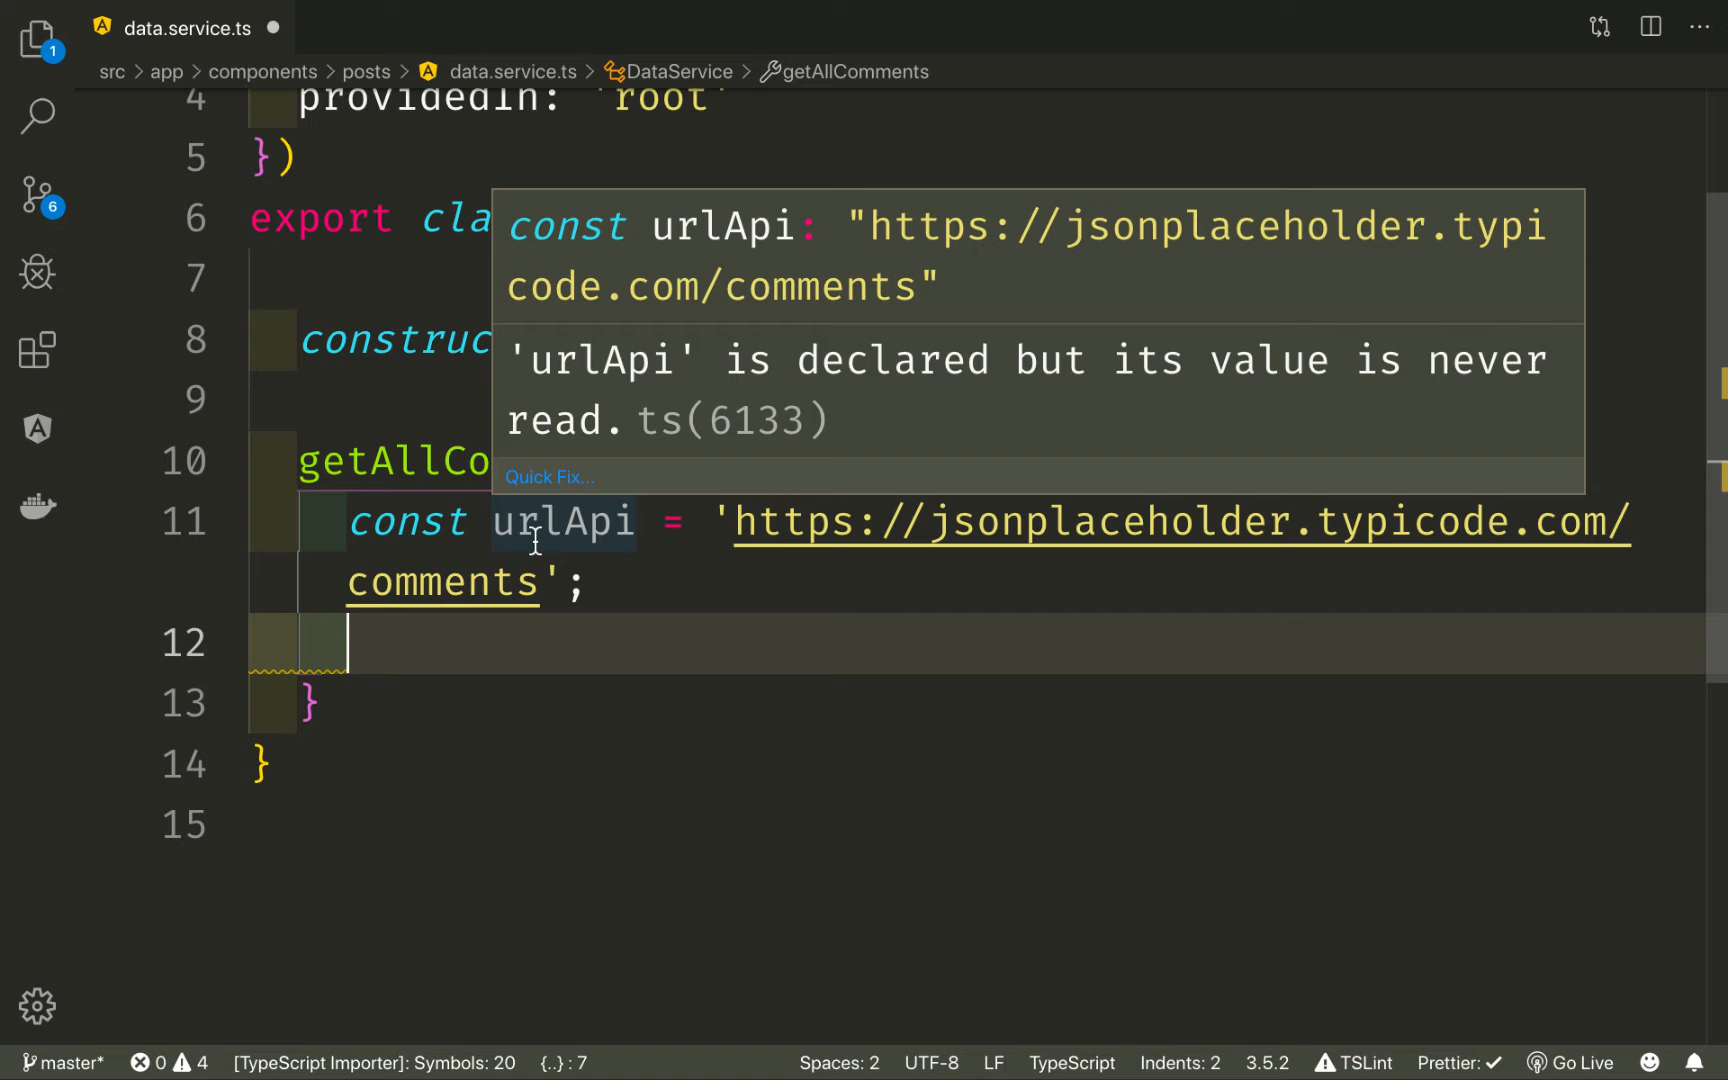 data.service.ts
1
src > app > components > posts > data.service.ts > DataService > getAllComments
4 providedIn: 'root'
5 })
6 export cla
const urlApi: "https://jsonplaceholder.typi
code.com/comments"
7
8 construc
'urlApi' is declared but its value is never
read. ts(6133)
9
10 getAllCo
Quick Fix...
11 const urlApi = 'https://jsonplaceholder.typicode.com/
comments';
12
13 }
14 }
15
6
master* 0 4 [TypeScript Importer]: Symbols: 20 {..} : 7 Spaces: 2 UTF-8 LF TypeScript Indents: 2 3.5.2 TSLint Prettier: ✓ Go Live